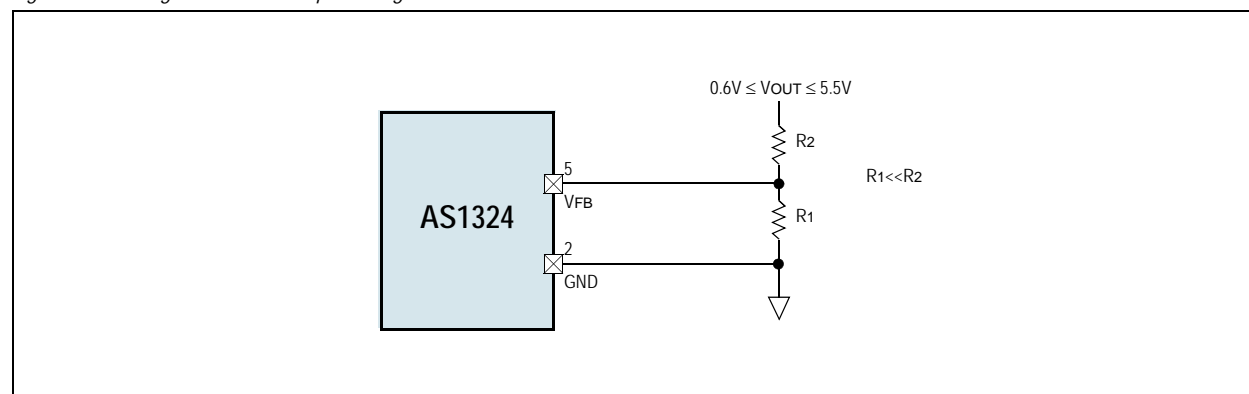 0.6V ≤ VOUT ≤ 5.5V
R2
5
R1<<R2
VFB
AS1324
R1
2
GND